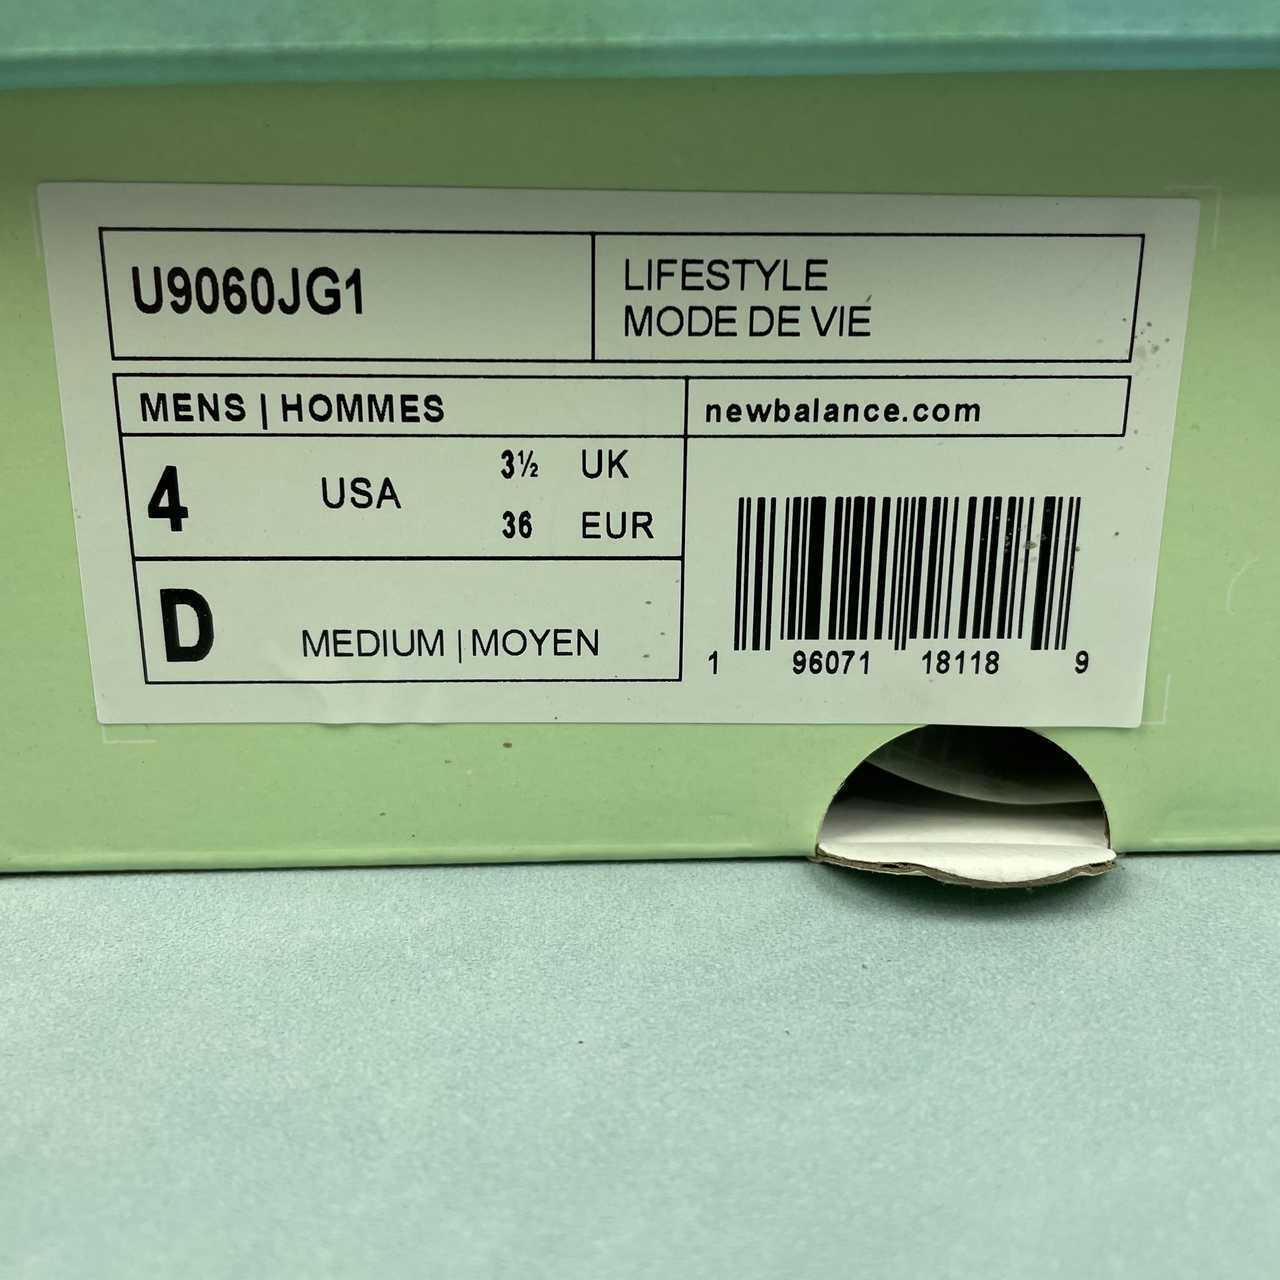 U9060JG1
LIFESTYLE
MODE DE VIE
MENS | HOMMES
newbalance.com
4 USA
3½ UK
36 EUR
D MEDIUM | MOYEN
1 96071 18118 9